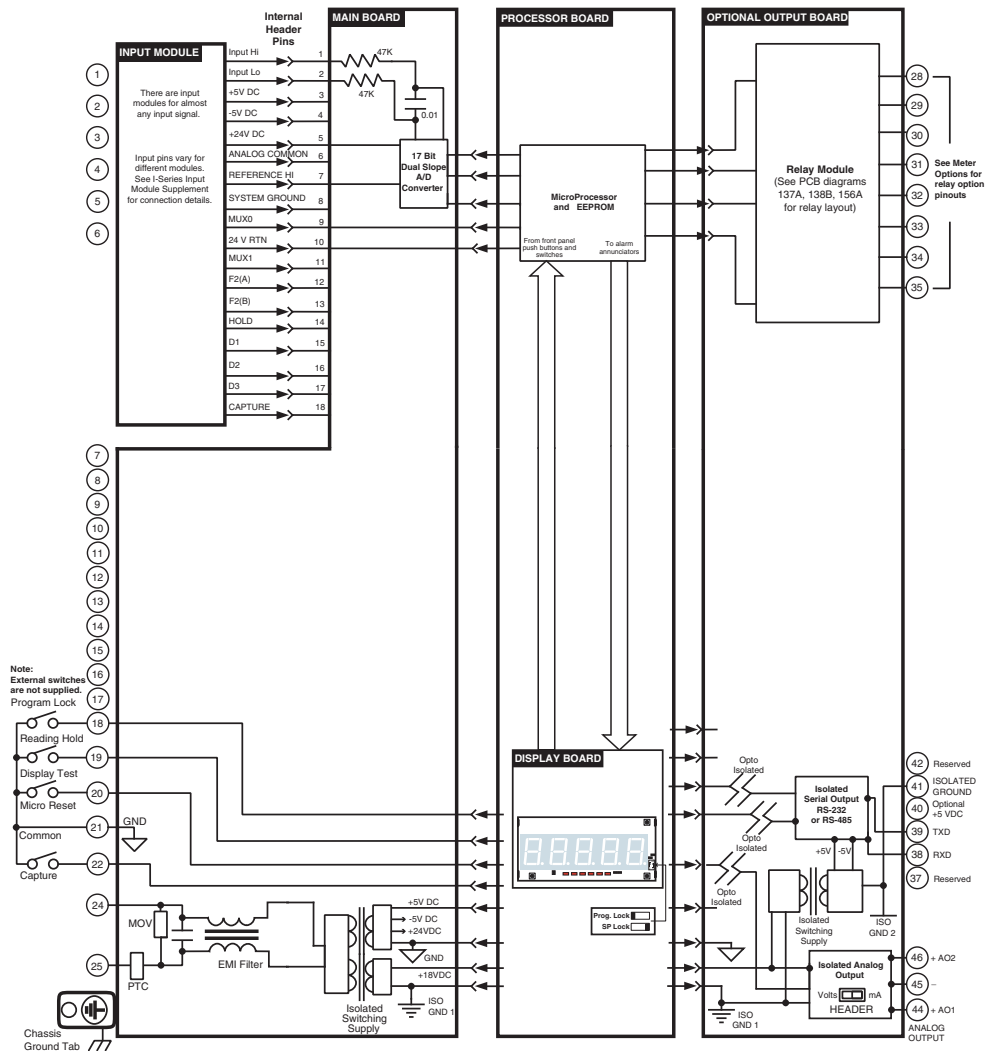 Internal
Header
Pins
MAIN BOARD
PROCESSOR BOARD
OPTIONAL OUTPUT BOARD
INPUT MODULE
There are input
modules for almost
any input signal.
Input pins vary for
different modules.
See I-Series Input
Module Supplement
for connection details.
1
2
3
4
5
6
Input Hi 1
Input Lo 2
+5V DC 3
-5V DC 4
+24V DC 5
ANALOG COMMON 6
REFERENCE HI 7
SYSTEM GROUND 8
MUX0 9
24 V RTN 10
MUX1 11
F2(A) 12
F2(B) 13
HOLD 14
D1 15
D2 16
D3 17
CAPTURE 18
47K
47K
0.01
17 Bit
Dual Slope
A/D
Converter
MicroProcessor
and EEPROM
From front panel
push buttons and
switches
To alarm
annunciators
Relay Module
(See PCB diagrams
137A, 138B, 156A
for relay layout)
28
29
30
31
32
33
34
35
See Meter
Options for
relay option
pinouts
7
8
9
10
11
12
13
14
15
16
17
Note:
External switches
are not supplied.
Program Lock
18
Reading Hold
19
Display Test
20
Micro Reset
21
GND
Common
22
Capture
24
MOV
25
PTC
EMI Filter
+5V DC
-5V DC
+24VDC
GND
+18VDC
ISO
GND 1
Isolated
Switching
Supply
Chassis
Ground Tab
DISPLAY BOARD
8.8.8.8.8.
Prog. Lock
SP Lock
Opto
Isolated
Opto
Isolated
Opto
Isolated
Isolated
Serial Output
RS-232
or RS-485
+5V
-5V
Isolated
Switching
Supply
ISO
GND 2
42 Reserved
41 ISOLATED
GROUND
40 Optional
+5 VDC
39 TXD
38 RXD
37 Reserved
ISO
GND 1
Isolated Analog
Output
Volts mA
HEADER
46 + AO2
45 –
44 + AO1
ANALOG
OUTPUT